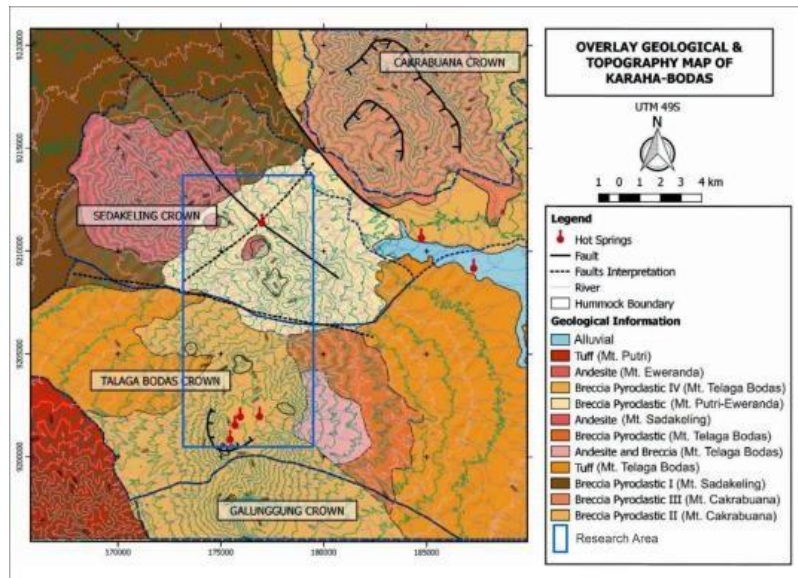 9220000
9215000
9210000
9205000
9200000
170000
175000
180000
185000
CAKRABUANA CROWN
SEDAKELING CROWN
TALAGA BODAS CROWN
GALUNGGUNG CROWN
OVERLAY GEOLOGICAL &
TOPOGRAPHY MAP OF
KARAHA-BODAS
UTM 49S
N
1 0 1 2 3 4 km
Legend
Hot Springs
Fault
Faults Interpretation
River
Hummock Boundary
Geological Information
Alluvial
Tuff (Mt. Putri)
Andesite (Mt. Eweranda)
Breccia Pyroclastic IV (Mt. Telaga Bodas)
Breccia Pyroclastic (Mt. Putri-Eweranda)
Andesite (Mt. Sadakeling)
Breccia Pyroclastic (Mt. Telaga Bodas)
Andesite and Breccia (Mt. Telaga Bodas)
Tuff (Mt. Telaga Bodas)
Breccia Pyroclastic I (Mt. Sadakeling)
Breccia Pyroclastic III (Mt. Cakrabuana)
Breccia Pyroclastic II (Mt. Cakrabuana)
Research Area